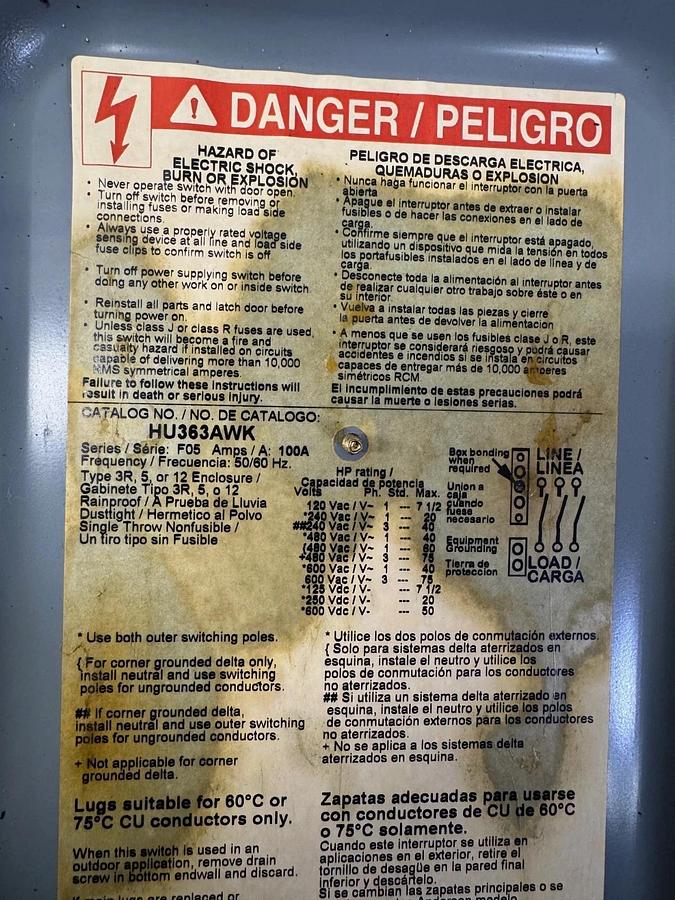 DANGER / PELIGRO
HAZARD OF
ELECTRIC SHOCK,
BURN OR EXPLOSION
• Never operate switch with door open.
• Turn off switch before removing or
installing fuses or making load side
connections.
• Always use a properly rated voltage
sensing device at all line and load side
fuse clips to confirm switch is off
• Turn off power supplying switch before
doing any other work on or inside switch
• Reinstall all parts and latch door before
turning power on.
• Unless class J or class R fuses are used,
this switch will become a fire and
casualty hazard if installed on circuits
capable of delivering more than 10,000
RMS symmetrical amperes.
Failure to follow these instructions will
result in death or serious injury.
PELIGRO DE DESCARGA ELECTRICA,
QUEMADURAS O EXPLOSION
• Nunca haga funcionar el interruptor con la puerta
abierta
• Apague el interruptor antes de extraer o instalar
fusibles o de hacer las conexiones en el lado de
carga.
• Confirme siempre que el interruptor está apagado,
utilizando un dispositivo que mida la tensión en todos
los portafusibles instalados en el lado de línea y de
carga.
• Desconecte toda la alimentación al interruptor antes
de realizar cualquier otro trabajo sobre éste o en
su interior.
• Vuelva a instalar todas las piezas y cierre
la puerta antes de devolver la alimentacion
• A menos que se usen los fusibles clase J o R, este
interruptor se considerará riesgoso y podrá causar
accidentes e incendios si se instala en circuitos
capaces de entregar más de 10,000 amperes
simétricos RCM.
El incumplimiento de estas precauciones podrá
causar la muerte o lesiones serias.
CATALOG NO. / NO. DE CATALOGO:
HU363AWK
Series / Série: F05 Amps / A: 100A
Frequency / Frecuencia: 50/60 Hz.
Type 3R, 5, or 12 Enclosure /
Gabinete Tipo 3R, 5, o 12
Rainproof / A Prueba de Lluvia
Dusttight / Hermetico al Polvo
Single Throw Nonfusible /
Un tiro tipo sin Fusible
HP rating /
Capacidad de potencia
Volts Ph. Std. Max.
120 Vac / V~ 1 --- 7 1/2
*240 Vac / V~ 1 --- 20
##240 Vac / V~ 3 --- 40
*480 Vac / V~ 1 --- 40
{480 Vac / V~ 1 --- 60
+480 Vac / V~ 3 --- 75
*600 Vac / V~ 1 --- 40
600 Vac / V~ 3 --- 75
*125 Vdc / V- --- 7 1/2
*250 Vdc / V- --- 20
*600 Vdc / V- --- 50
Box bonding
when
required
Union a
caja
cuando
fuese
necesario
Equipment
Grounding
Tierra de
proteccion
LINE /
LINEA
LOAD /
CARGA
* Use both outer switching poles.
{ For corner grounded delta only,
install neutral and use switching
poles for ungrounded conductors.
## If corner grounded delta,
install neutral and use outer switching
poles for ungrounded conductors.
+ Not applicable for corner
grounded delta.
* Utilice los dos polos de conmutación externos.
{ Solo para sistemas delta aterrizados en
esquina, instale el neutro y utilice los
polos de conmutación para los conductores
no aterrizados.
## Si utiliza un sistema delta aterrizado en
esquina, instale el neutro y utilice los polos
de conmutación externos para los conductores
no aterrizados.
+ No se aplica a los sistemas delta
aterrizados en esquina.
Lugs suitable for 60°C or
75°C CU conductors only.
When this switch is used in an
outdoor application, remove drain
screw in bottom endwall and discard.
If main lugs are replaced or
Zapatas adecuadas para usarse
con conductores de CU de 60°C
o 75°C solamente.
Cuando este interruptor se utiliza en
aplicaciones en el exterior, retire el
tornillo de desagüe en la pared final
inferior y descártelo.
Si se cambian las zapatas principales o se